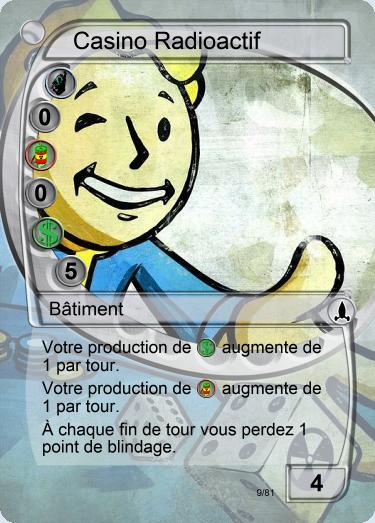 Casino Radioactif
0
0
$
5
Bâtiment
Votre production de $ augmente de
1 par tour.
Votre production de augmente de
1 par tour.
À chaque fin de tour vous perdez 1
point de blindage.
9/81
4